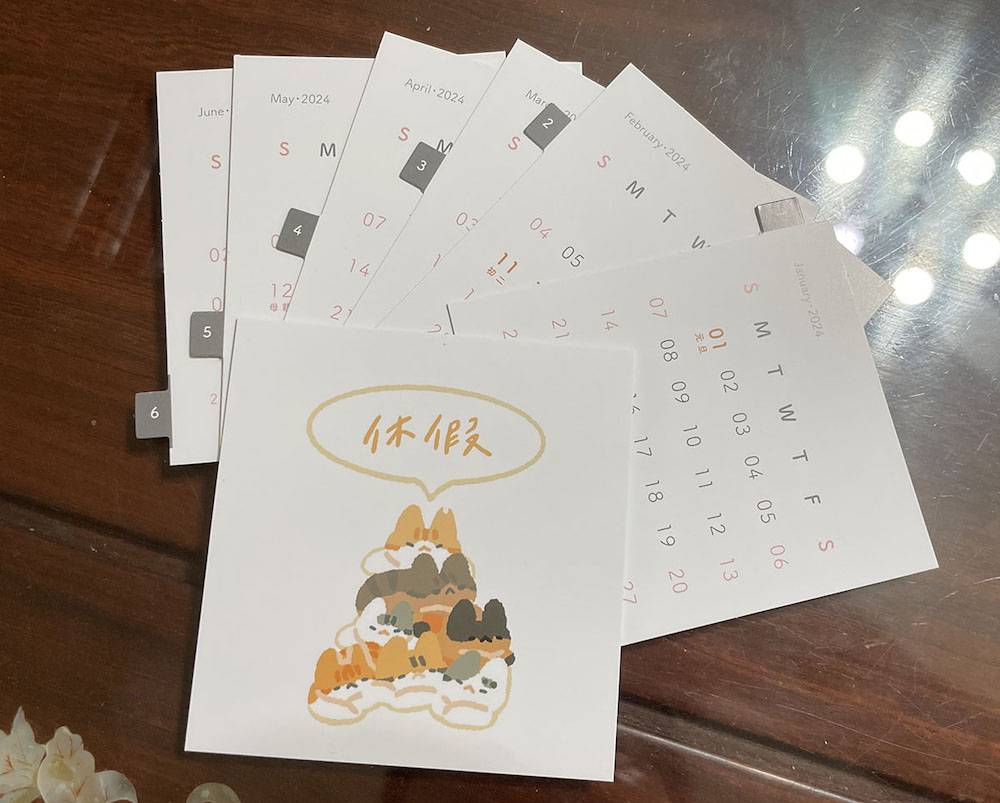 休假
June
S
5
6
May·2024
S M
12
4
April·2024
S M
07
14
21
3
S
2
February·2024
S M T W
04 05
11
初二
January·2024
S M T W T F S
01 02 03 04 05 06
元旦
07 08 09 10 11 12 13
14 17 18 19 20
21 27